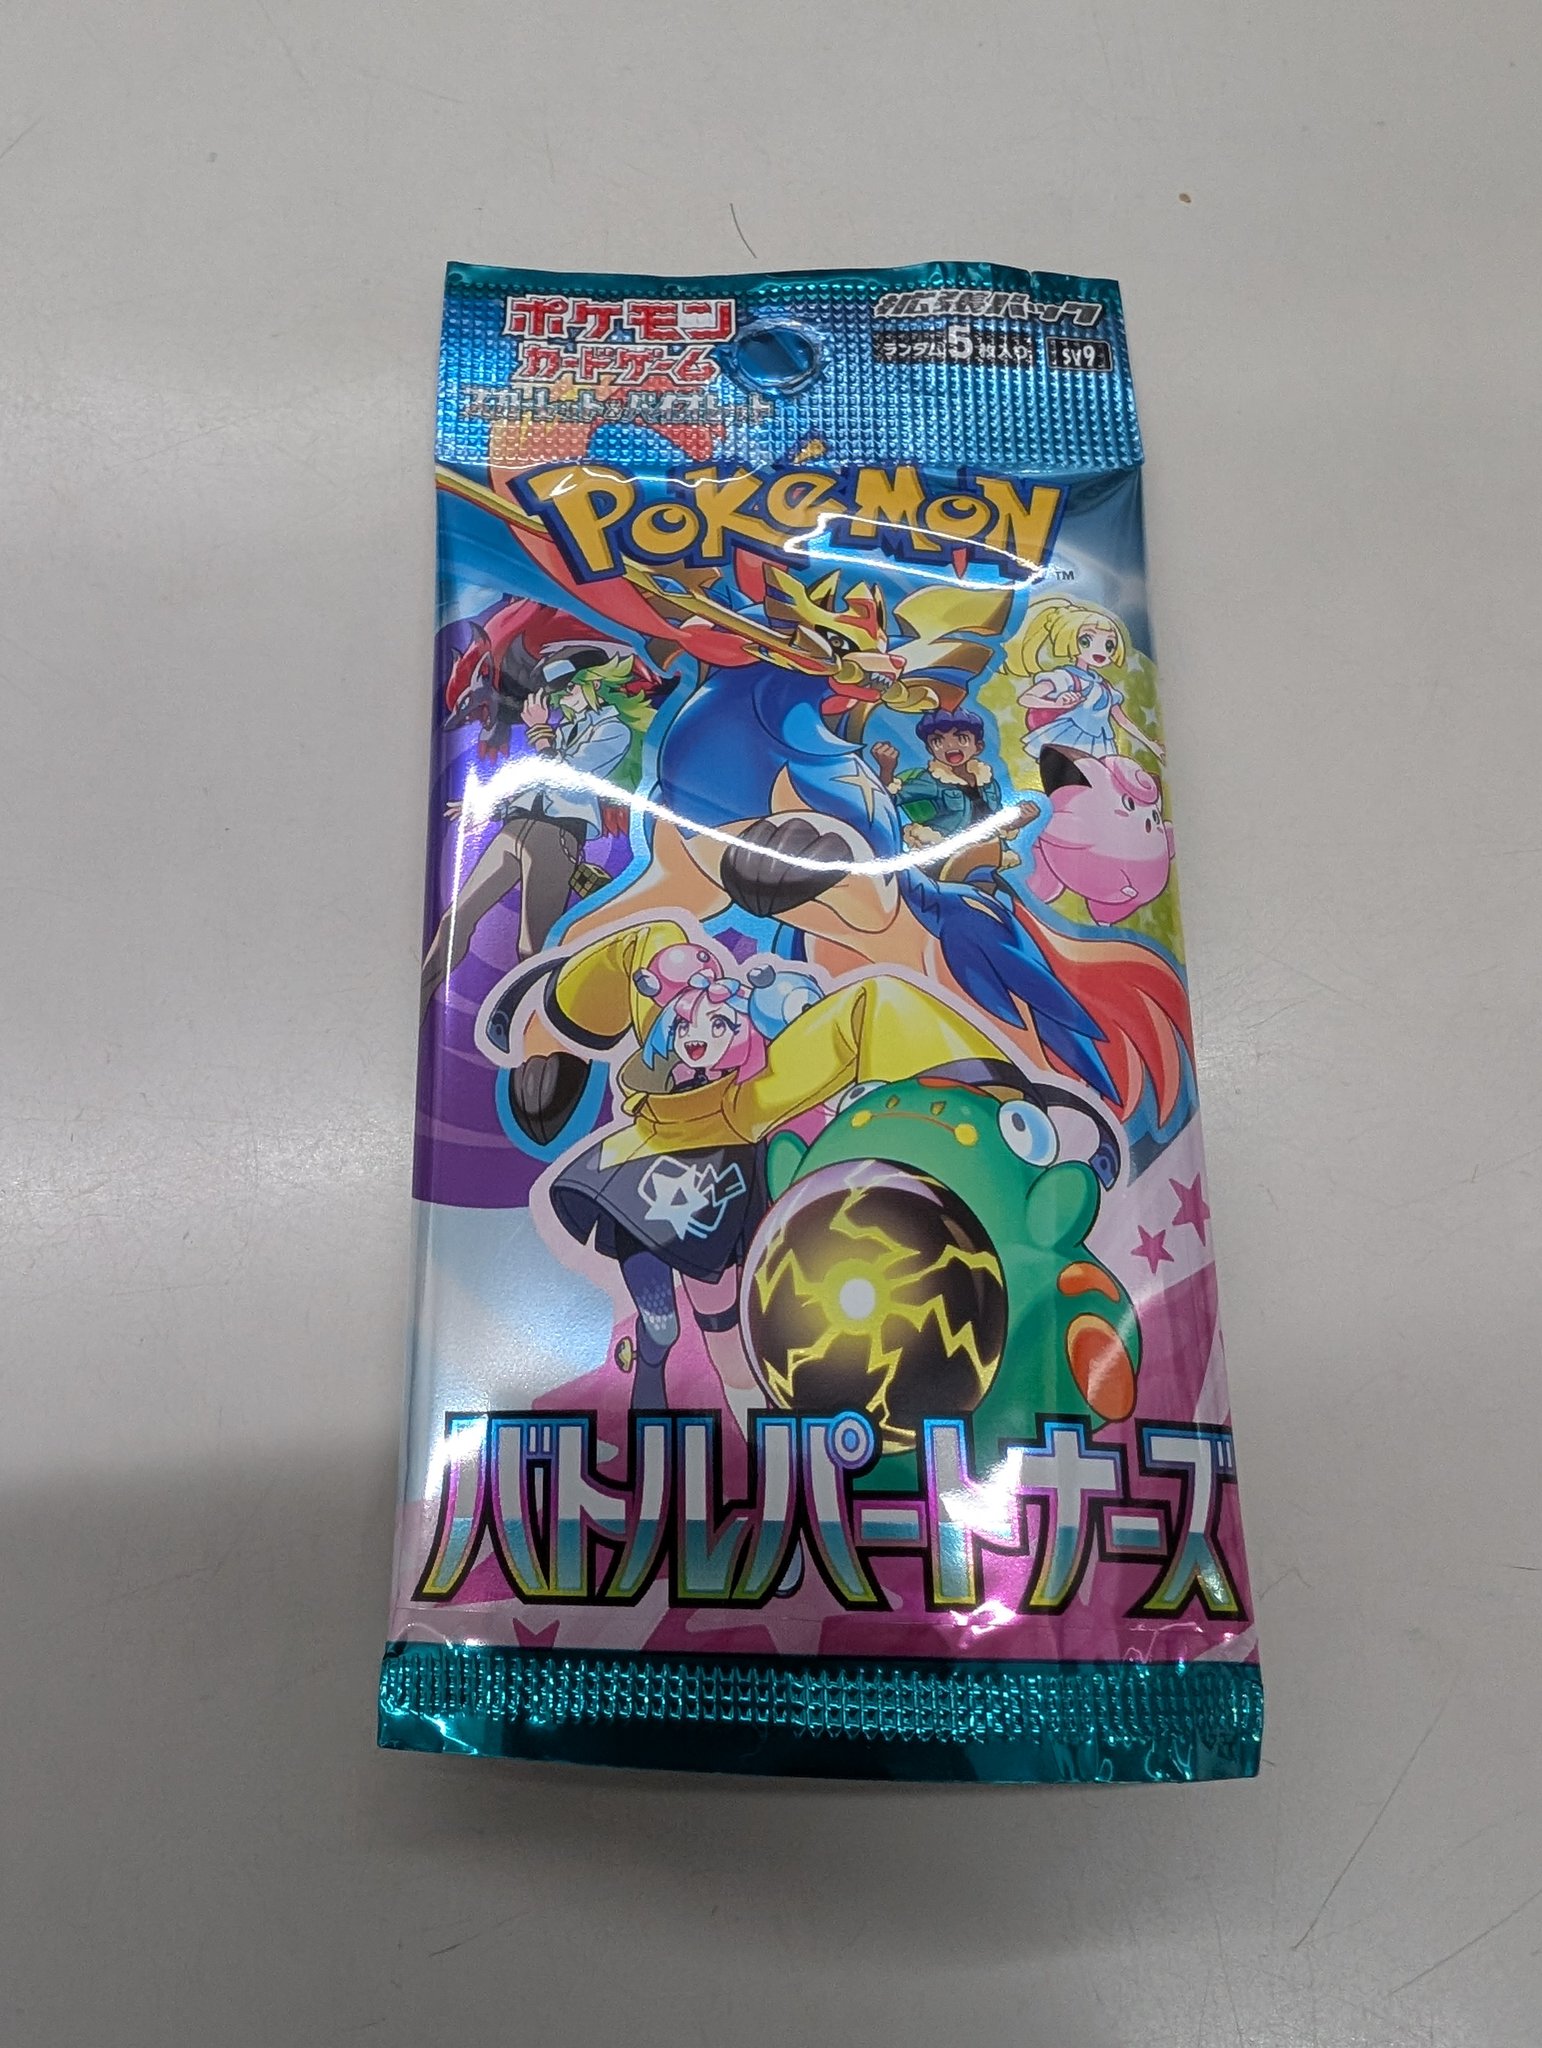 ポケモン
カードゲーム
スカーレット&バイオレット
拡張パック
ランダム5枚入り
sv9
POKéMON
TM
バトルパートナーズ